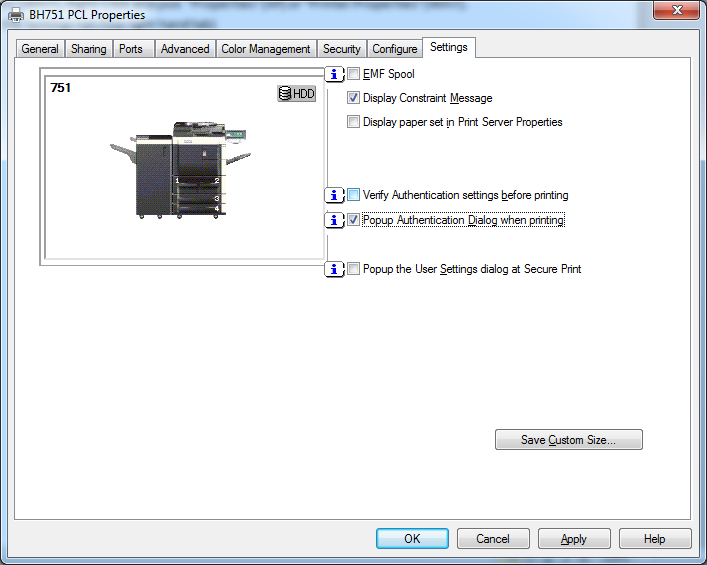 BH751 PCL Properties
General Sharing Ports Advanced Color Management Security Configure Settings
751
HDD
1 2
3
4
i EMF Spool
Display Constraint Message
Display paper set in Print Server Properties
i Verify Authentication settings before printing
i Popup Authentication Dialog when printing
i Popup the User Settings dialog at Secure Print
Save Custom Size...
OK Cancel Apply Help